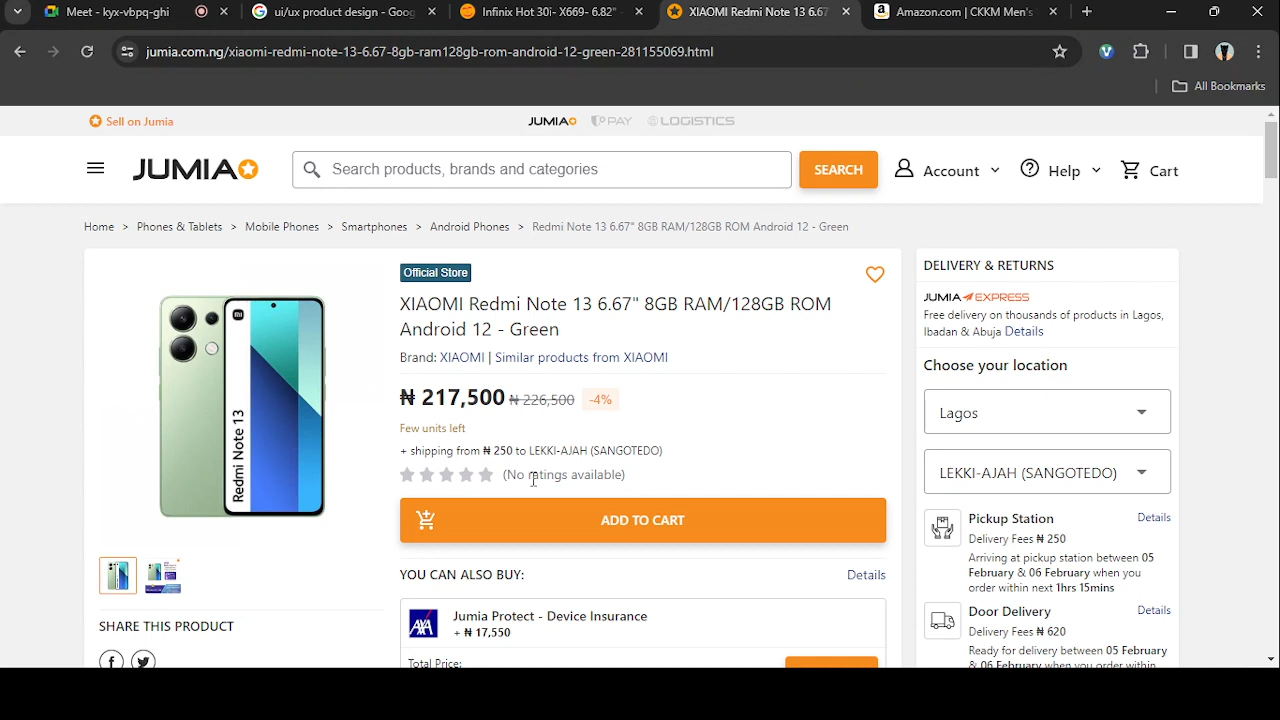 Meet - kyx-vbpq-ghi
ui/ux product design - Goog
Infinix Hot 30i- X669- 6.82"
XIAOMI Redmi Note 13 6.67
Amazon.com | CKKM Men's
jumia.com.ng/xiaomi-redmi-note-13-6.67-8gb-ram128gb-rom-android-12-green-281155069.html
All Bookmarks
Sell on Jumia
JUMIA
PAY
LOGISTICS
JUMIA
Search products, brands and categories
SEARCH
Account
Help
Cart
Home > Phones & Tablets > Mobile Phones > Smartphones > Android Phones > Redmi Note 13 6.67" 8GB RAM/128GB ROM Android 12 - Green
Redmi Note 13
SHARE THIS PRODUCT
Official Store
XIAOMI Redmi Note 13 6.67" 8GB RAM/128GB ROM
Android 12 - Green
Brand: XIAOMI | Similar products from XIAOMI
₦ 217,500 ₦ 226,500 -4%
Few units left
+ shipping from ₦ 250 to LEKKI-AJAH (SANGOTEDO)
(No ratings available)
ADD TO CART
YOU CAN ALSO BUY:
Details
AXA
Jumia Protect - Device Insurance
+ ₦ 17,550
Total Price:
DELIVERY & RETURNS
JUMIA EXPRESS
Free delivery on thousands of products in Lagos,
Ibadan & Abuja Details
Choose your location
Lagos
LEKKI-AJAH (SANGOTEDO)
Pickup Station
Details
Delivery Fees ₦ 250
Arriving at pickup station between 05
February & 06 February when you
order within next 1hrs 15mins
Door Delivery
Details
Delivery Fees ₦ 620
Ready for delivery between 05 February
& 06 February when you order within